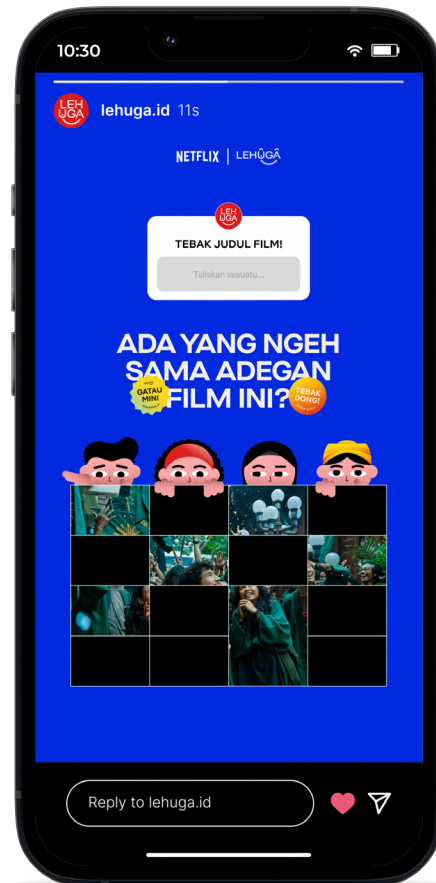 10:30
LEH
UGA
lehuga.id 11s
NETFLIX | LEHÛGÂ
LEH
UGA
TEBAK JUDUL FILM!
Tuliskan sesuatu...
ADA YANG NGEH
SAMA ADEGAN
FILM INI?
GATAU
MIN!
TEBAK
DONG!
Reply to lehuga.id